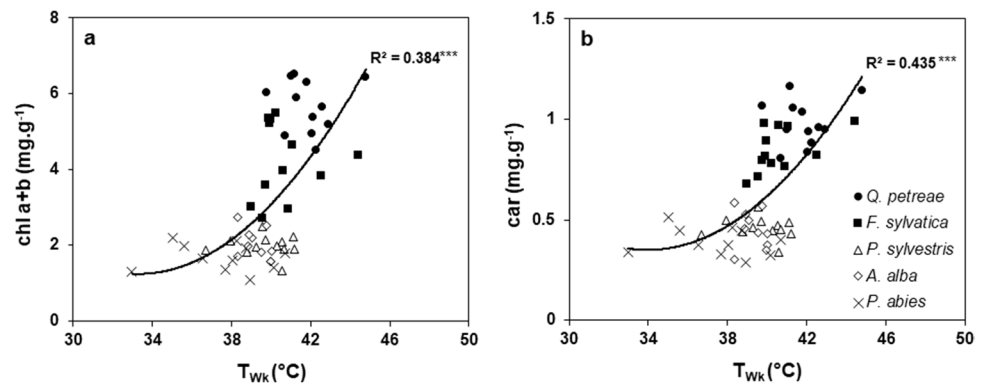 8
6
4
2
0
chl a+b (mg.g⁻¹)
a
R² = 0.384***
30 34 38 42 46 50
T_Wk (°C)
1.5
1
0.5
0
car (mg.g⁻¹)
b
R² = 0.435***
Q. petreae
F. sylvatica
P. sylvestris
A. alba
P. abies
30 34 38 42 46 50
T_Wk (°C)